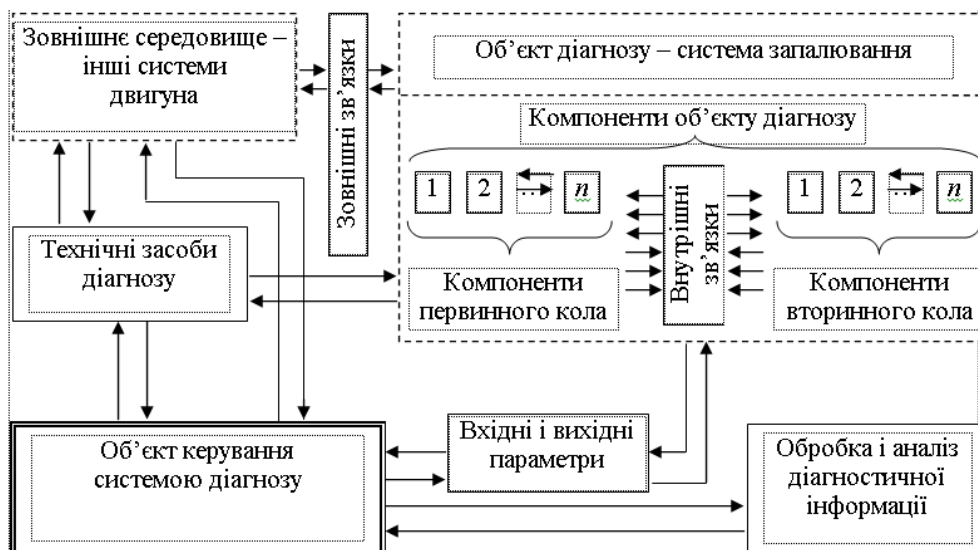 Зовнішнє середовище –
інші системи
двигуна
Зовнішні зв’язки
Об’єкт діагнозу – система запалювання
Компоненти об’єкту діагнозу
1
2
...
n
Внутрішні
зв’язки
1
2
...
n
Технічні засоби
діагнозу
Компоненти
первинного кола
Компоненти
вторинного кола
Об’єкт керування
системою діагнозу
Вхідні і вихідні
параметри
Обробка і аналіз
діагностичної
інформації